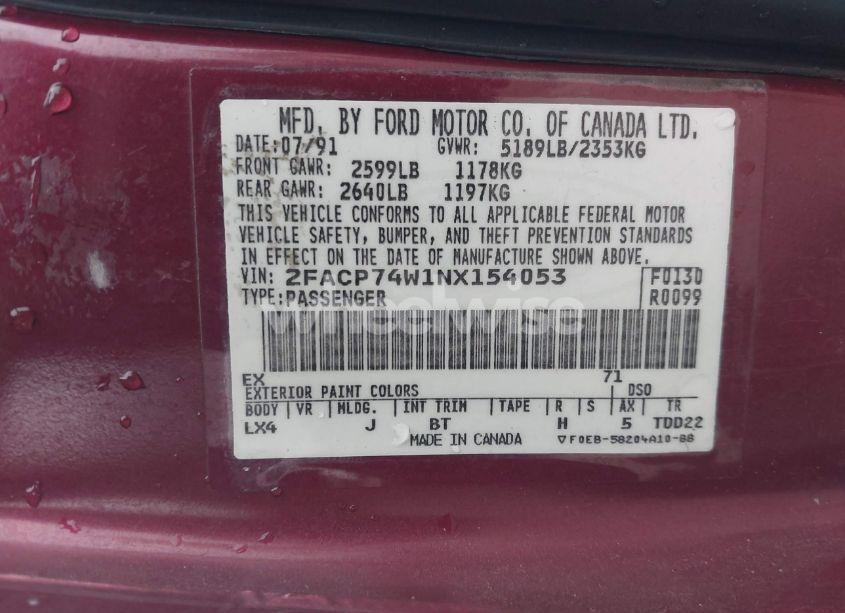 MFD. BY FORD MOTOR CO. OF CANADA LTD.
DATE: 07/91 GVWR: 5189LB/2353KG
FRONT GAWR: 2599LB 1178KG
REAR GAWR: 2640LB 1197KG
THIS VEHICLE CONFORMS TO ALL APPLICABLE FEDERAL MOTOR
VEHICLE SAFETY, BUMPER, AND THEFT PREVENTION STANDARDS
IN EFFECT ON THE DATE OF MANUFACTURE SHOWN ABOVE.
VIN: 2FACP74W1NX154053 F0130
TYPE: PASSENGER R0099
wheelwise
EX 71
EXTERIOR PAINT COLORS DSO
BODY VR MLDG. INT TRIM TAPE R S AX TR
LX4 J BT H 5 TDD22
MADE IN CANADA ▽F0EB-58204A10-BB